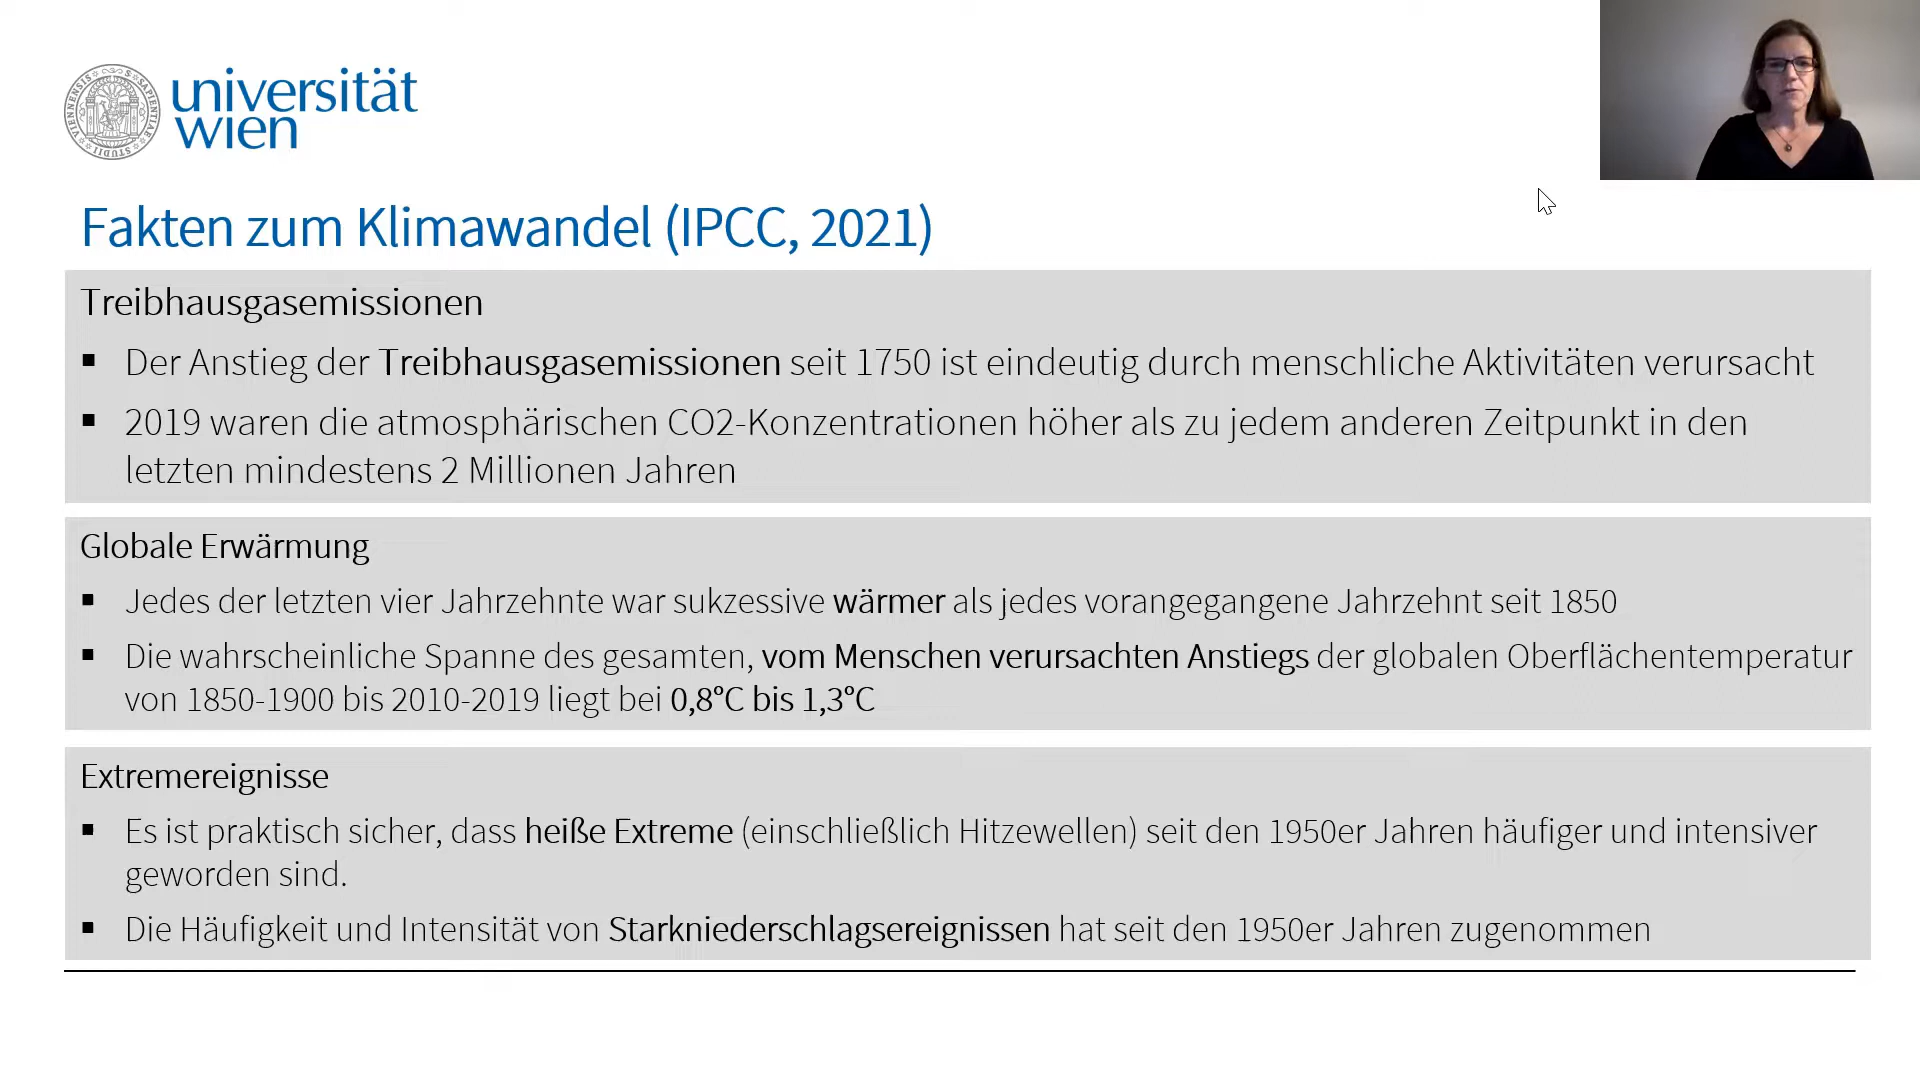 universität
wien
Fakten zum Klimawandel (IPCC, 2021)
Treibhausgasemissionen
▪ Der Anstieg der Treibhausgasemissionen seit 1750 ist eindeutig durch menschliche Aktivitäten verursacht
▪ 2019 waren die atmosphärischen CO2-Konzentrationen höher als zu jedem anderen Zeitpunkt in den
letzten mindestens 2 Millionen Jahren
Globale Erwärmung
▪ Jedes der letzten vier Jahrzehnte war sukzessive wärmer als jedes vorangegangene Jahrzehnt seit 1850
▪ Die wahrscheinliche Spanne des gesamten, vom Menschen verursachten Anstiegs der globalen Oberflächentemperatur
von 1850-1900 bis 2010-2019 liegt bei 0,8°C bis 1,3°C
Extremereignisse
▪ Es ist praktisch sicher, dass heiße Extreme (einschließlich Hitzewellen) seit den 1950er Jahren häufiger und intensiver
geworden sind.
▪ Die Häufigkeit und Intensität von Starkniederschlagsereignissen hat seit den 1950er Jahren zugenommen